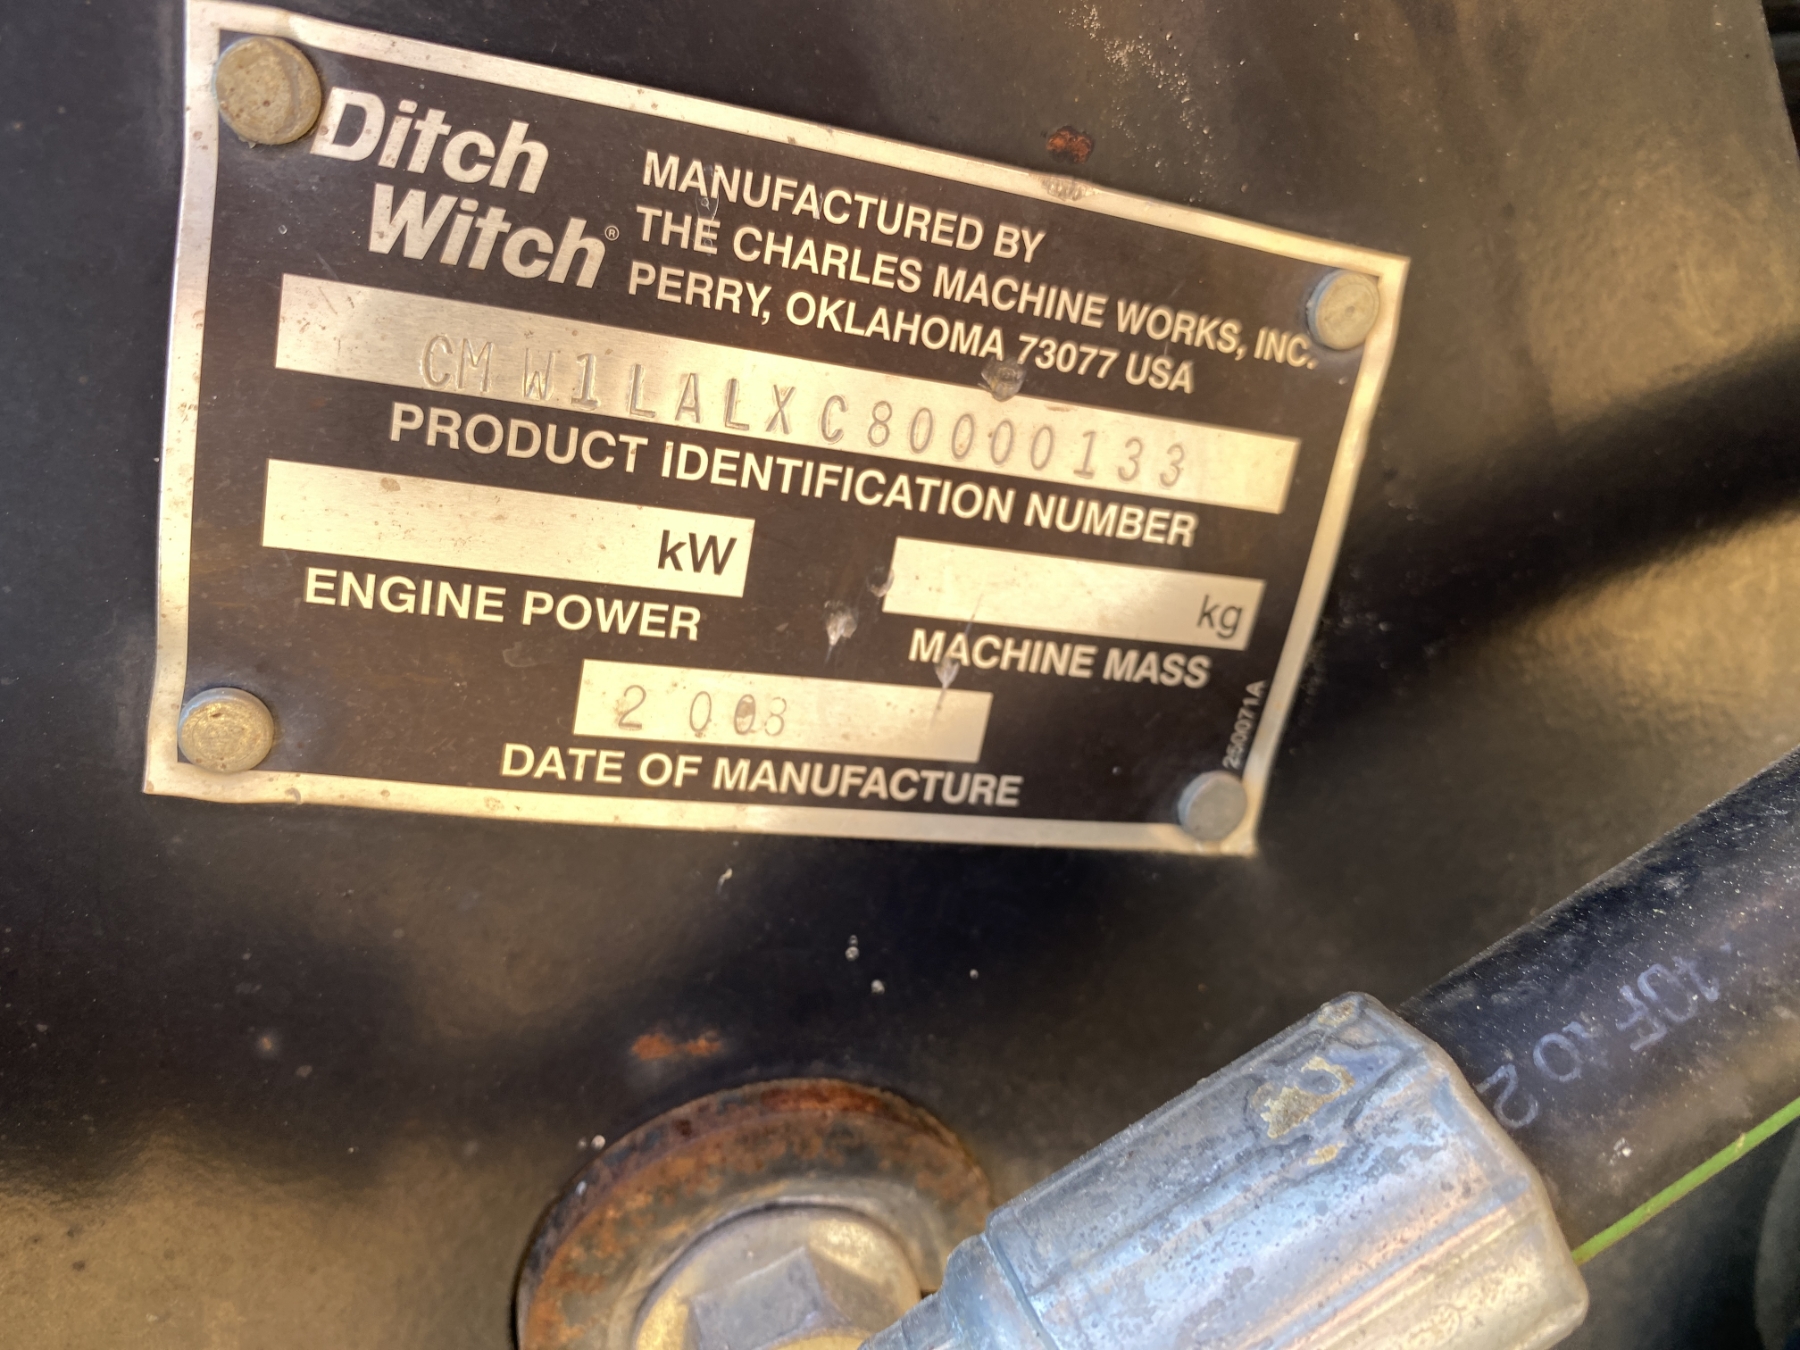 Ditch
Witch®
MANUFACTURED BY
THE CHARLES MACHINE WORKS, INC.
PERRY, OKLAHOMA 73077 USA
CMW1LALXC80000133
PRODUCT IDENTIFICATION NUMBER
kW
ENGINE POWER
kg
MACHINE MASS
2008
DATE OF MANUFACTURE
250071A